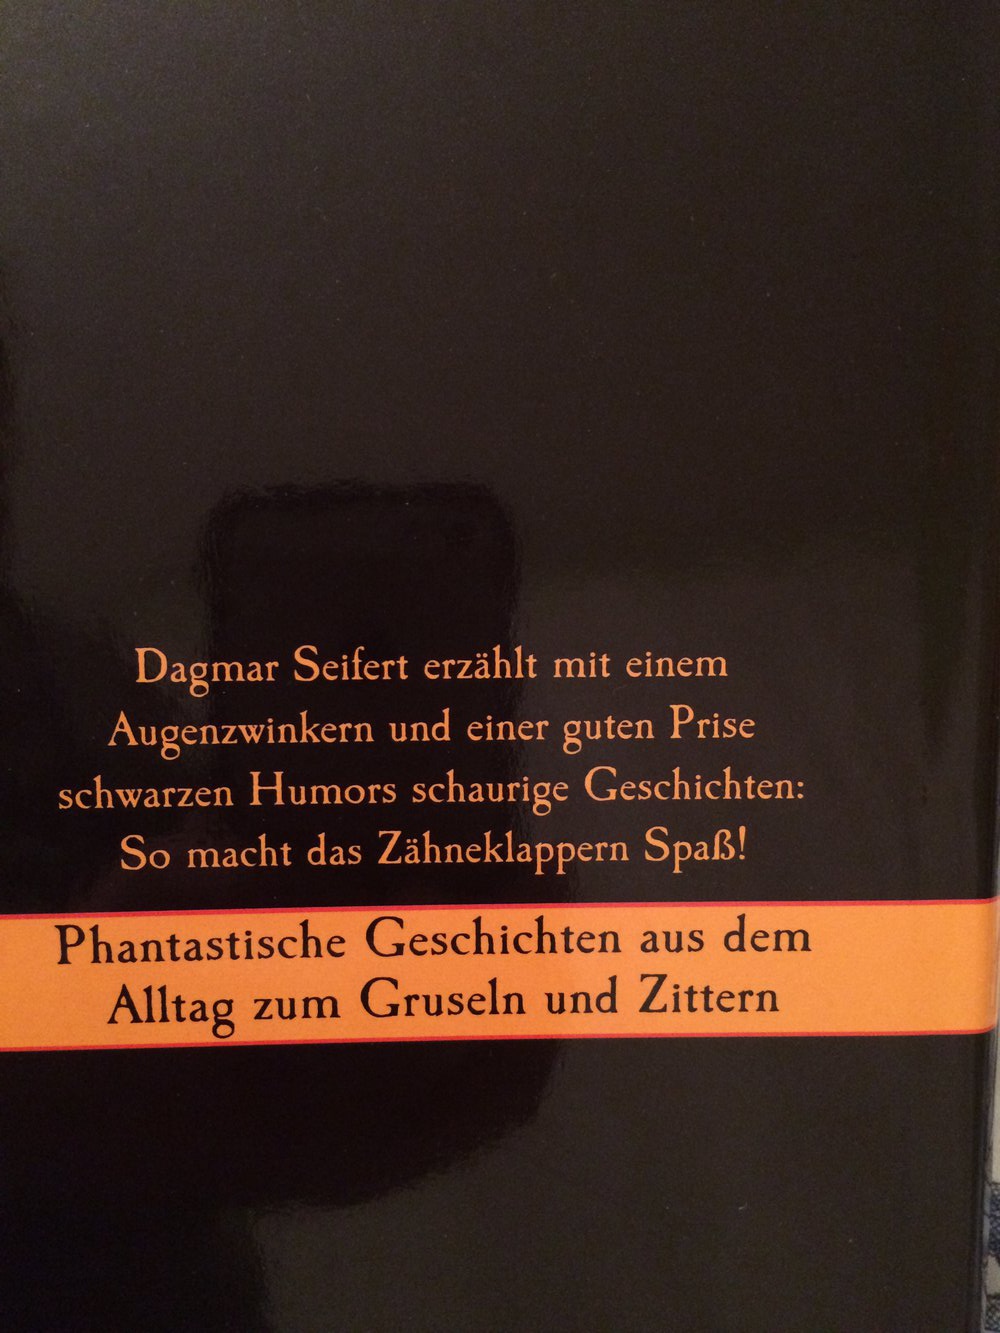 Dagmar Seifert erzählt mit einem
Augenzwinkern und einer guten Prise
schwarzen Humors schaurige Geschichten:
So macht das Zähneklappern Spaß!
Phantastische Geschichten aus dem
Alltag zum Gruseln und Zittern